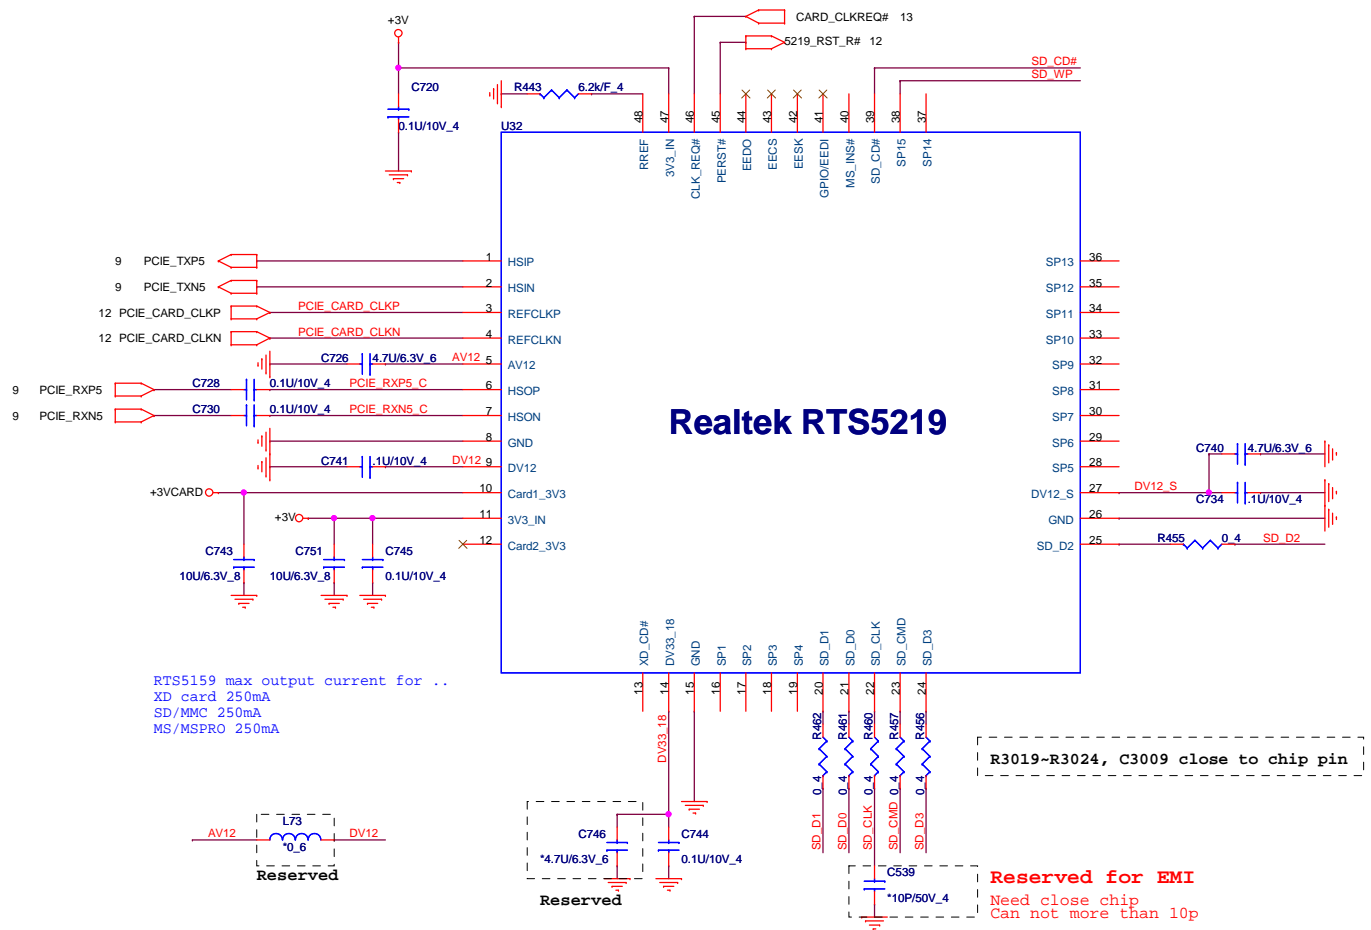 +3V
CARD_CLKREQ# 13
5219_RST_R# 12
SD_CD#
SD_WP
C720
0.1U/10V_4
R443 6.2k/F_4
U32
48 47 46 45 44 43 42 41 40 39 38 37
RREF
3V3_IN
CLK_REQ#
PERST#
EEDO
EECS
EESK
GPIO/EEDI
MS_INS#
SD_CD#
SP15
SP14
9 PCIE_TXP5 1 HSIP
9 PCIE_TXN5 2 HSIN
12 PCIE_CARD_CLKP PCIE_CARD_CLKP 3 REFCLKP
12 PCIE_CARD_CLKN PCIE_CARD_CLKN 4 REFCLKN
C726 4.7U/6.3V_6 AV12 5 AV12
9 PCIE_RXP5 C728 0.1U/10V_4 PCIE_RXP5_C 6 HSOP
9 PCIE_RXN5 C730 0.1U/10V_4 PCIE_RXN5_C 7 HSON
8 GND
C741 .1U/10V_4 DV12 9 DV12
+3VCARD 10 Card1_3V3
+3V 11 3V3_IN
12 Card2_3V3
C743
10U/6.3V_8
C751
10U/6.3V_8
C745
0.1U/10V_4
Realtek RTS5219
SP13 36
SP12 35
SP11 34
SP10 33
SP9 32
SP8 31
SP7 30
SP6 29
SP5 28
DV12_S 27 DV12_S
GND 26
SD_D2 25 R455 0_4 SD_D2
C740 4.7U/6.3V_6
C734 .1U/10V_4
XD_CD#
DV33_18
GND
SP1
SP2
SP3
SP4
SD_D1
SD_D0
SD_CLK
SD_CMD
SD_D3
13 14 15 16 17 18 19 20 21 22 23 24
RTS5159 max output current for ..
XD card 250mA
SD/MMC 250mA
MS/MSPRO 250mA
DV33_18
R462 0_4 SD_D1
R461 0_4 SD_D0
R460 0_4 SD_CLK
R457 0_4 SD_CMD
R456 0_4 SD_D3
R3019~R3024, C3009 close to chip pin
AV12 L73 DV12
*0_6
Reserved
C746
*4.7U/6.3V_6
Reserved
C744
0.1U/10V_4
C539
*10P/50V_4
Reserved for EMI
Need close chip
Can not more than 10p